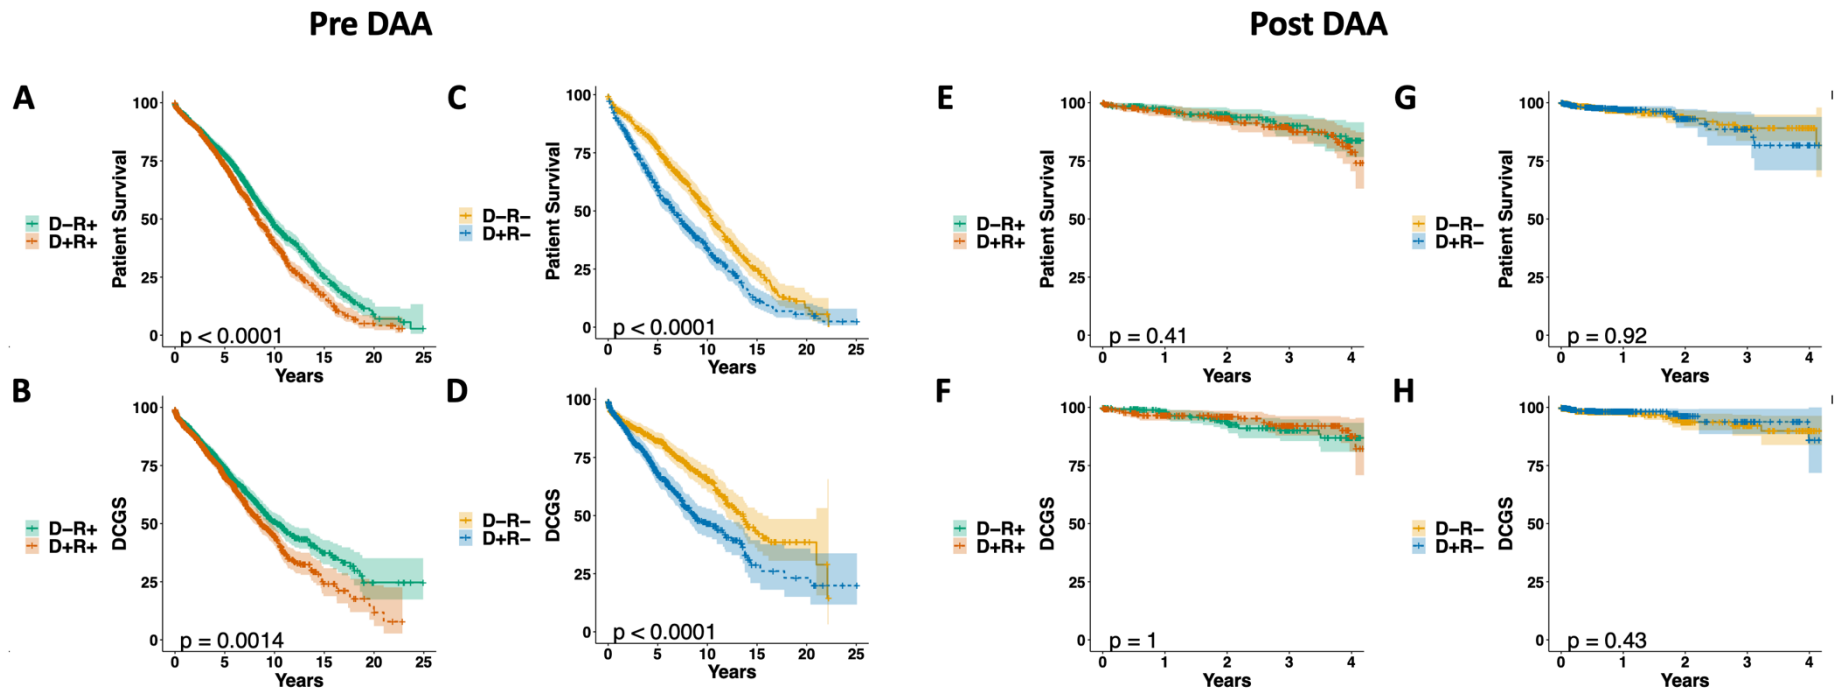 Pre DAA
Post DAA
A
100
75
50
25
0
Patient Survival
D−R+
D+R+
p < 0.0001
0 5 10 15 20 25
Years
C
100
75
50
25
0
Patient Survival
D−R−
D+R−
p < 0.0001
0 5 10 15 20 25
Years
E
100
75
50
25
0
Patient Survival
D−R+
D+R+
p = 0.41
0 1 2 3 4
Years
G
100
75
50
25
0
Patient Survival
D−R−
D+R−
p = 0.92
0 1 2 3 4
Years
B
100
75
50
25
0
DCGS
D−R+
D+R+
p = 0.0014
0 5 10 15 20 25
Years
D
100
75
50
25
0
DCGS
D−R−
D+R−
p < 0.0001
0 5 10 15 20 25
Years
F
100
75
50
25
0
DCGS
D−R+
D+R+
p = 1
0 1 2 3 4
Years
H
100
75
50
25
0
DCGS
D−R−
D+R−
p = 0.43
0 1 2 3 4
Years